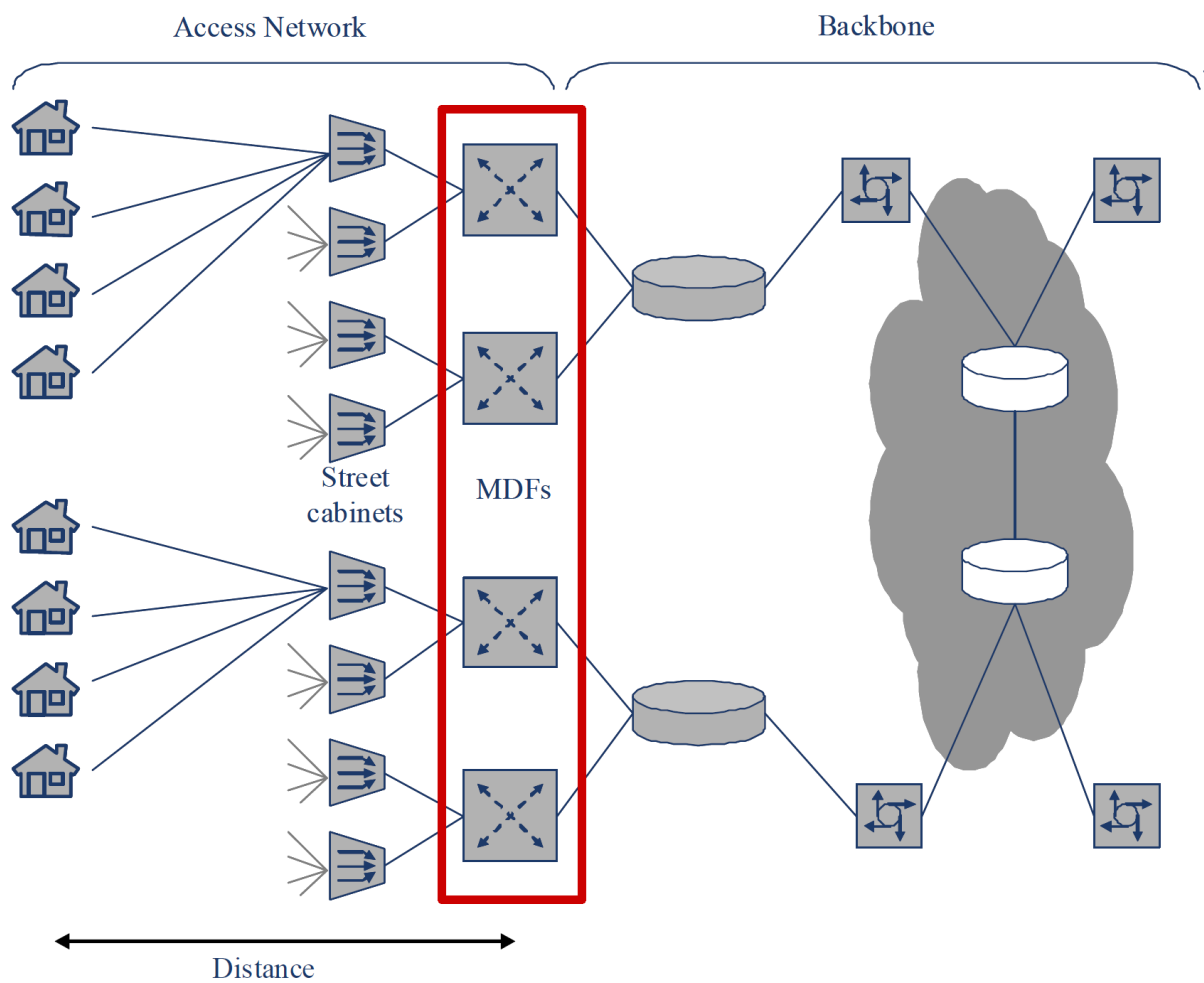 Access Network
Backbone
Street
cabinets
MDFs
Distance